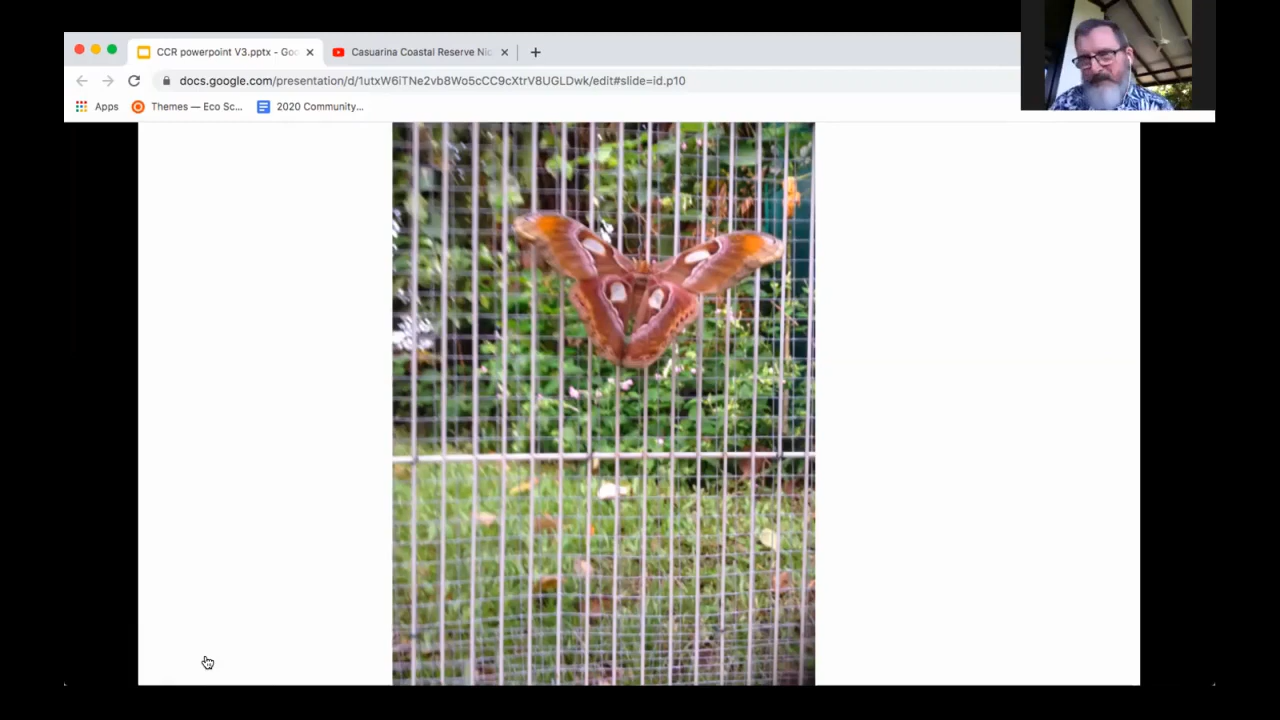 CCR powerpoint V3.pptx - Goo
Casuarina Coastal Reserve Nic
docs.google.com/presentation/d/1utxW6iTNe2vb8Wo5cCC9cXtrV8UGLDwk/edit#slide=id.p10
Apps
Themes — Eco Sc...
2020 Community...